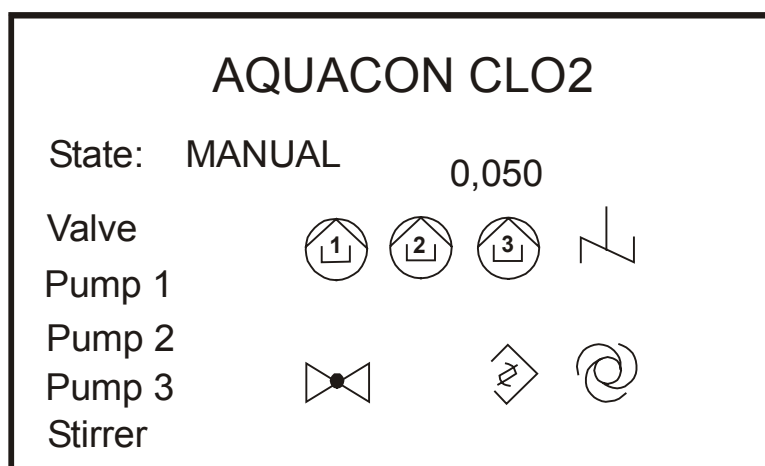 AQUACON CLO2
State: MANUAL
0,050
Valve
1 2 3
Pump 1
Pump 2
Pump 3
Stirrer